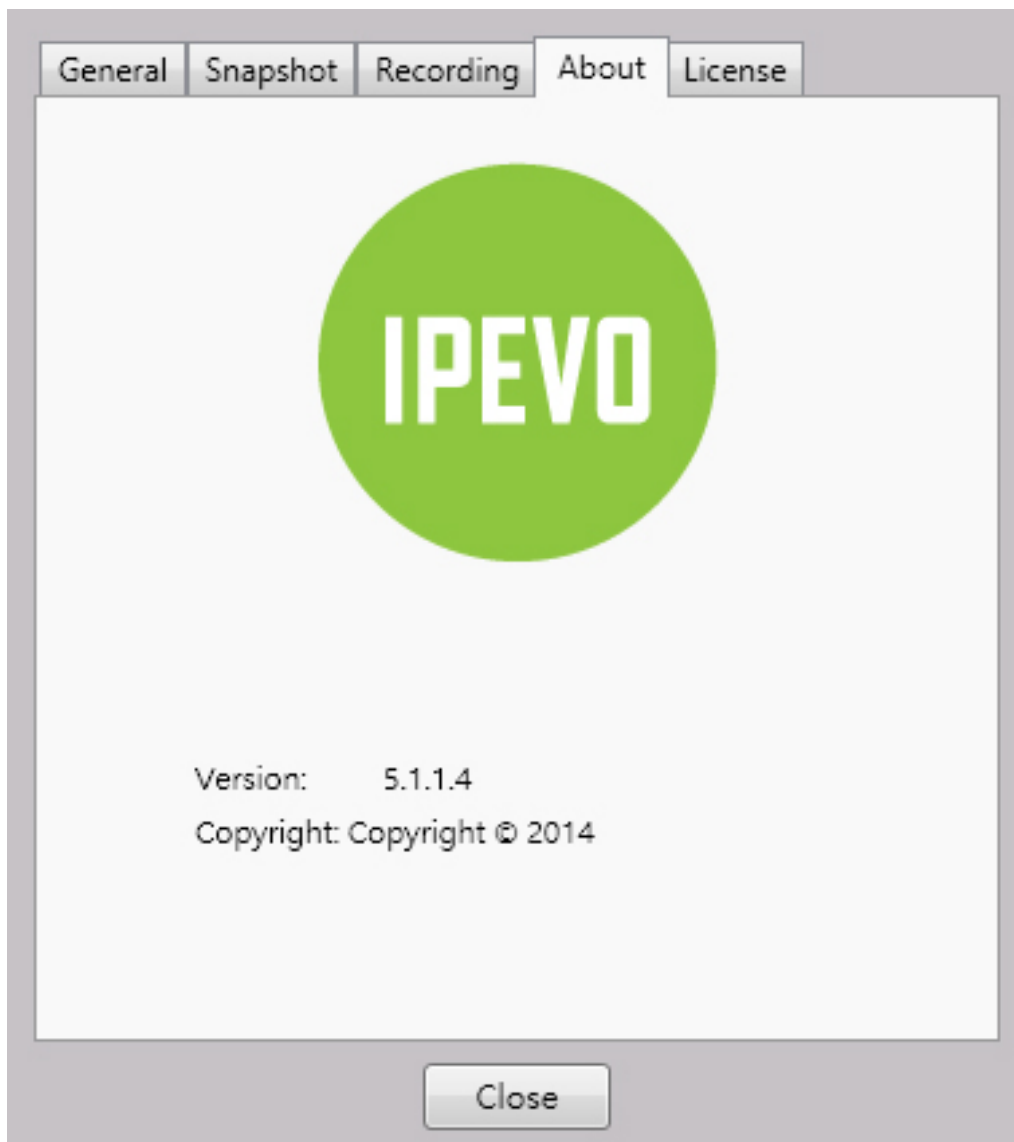 General Snapshot Recording About License
IPEVO
Version: 5.1.1.4
Copyright: Copyright © 2014
Close